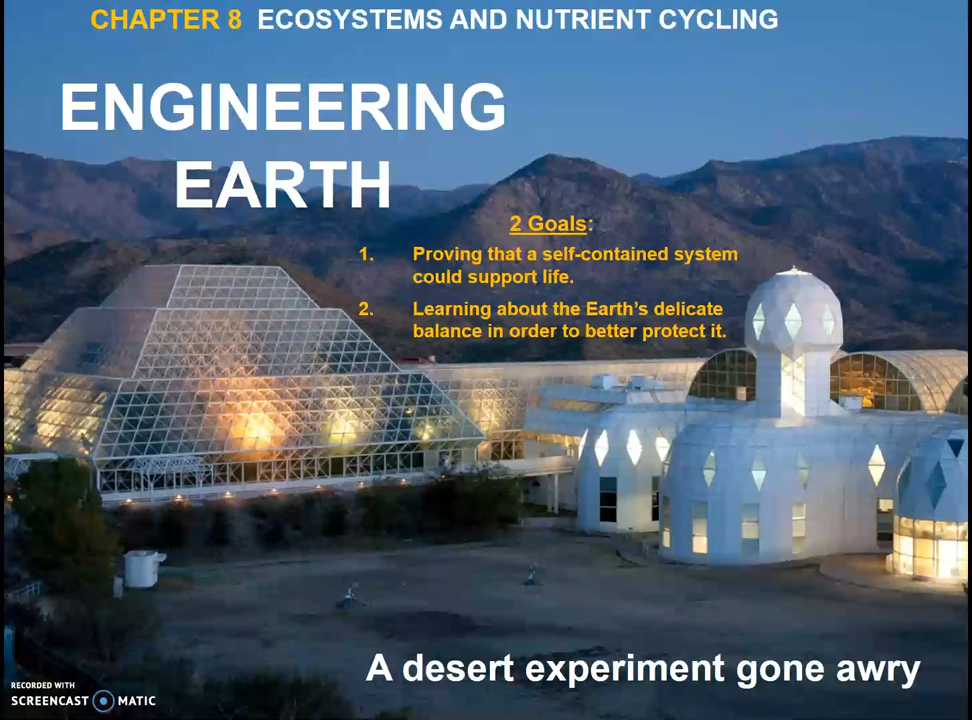 CHAPTER 8 ECOSYSTEMS AND NUTRIENT CYCLING
ENGINEERING
EARTH
2 Goals:
1. Proving that a self-contained system
could support life.
2. Learning about the Earth's delicate
balance in order to better protect it.
A desert experiment gone awry
RECORDED WITH
SCREENCAST MATIC